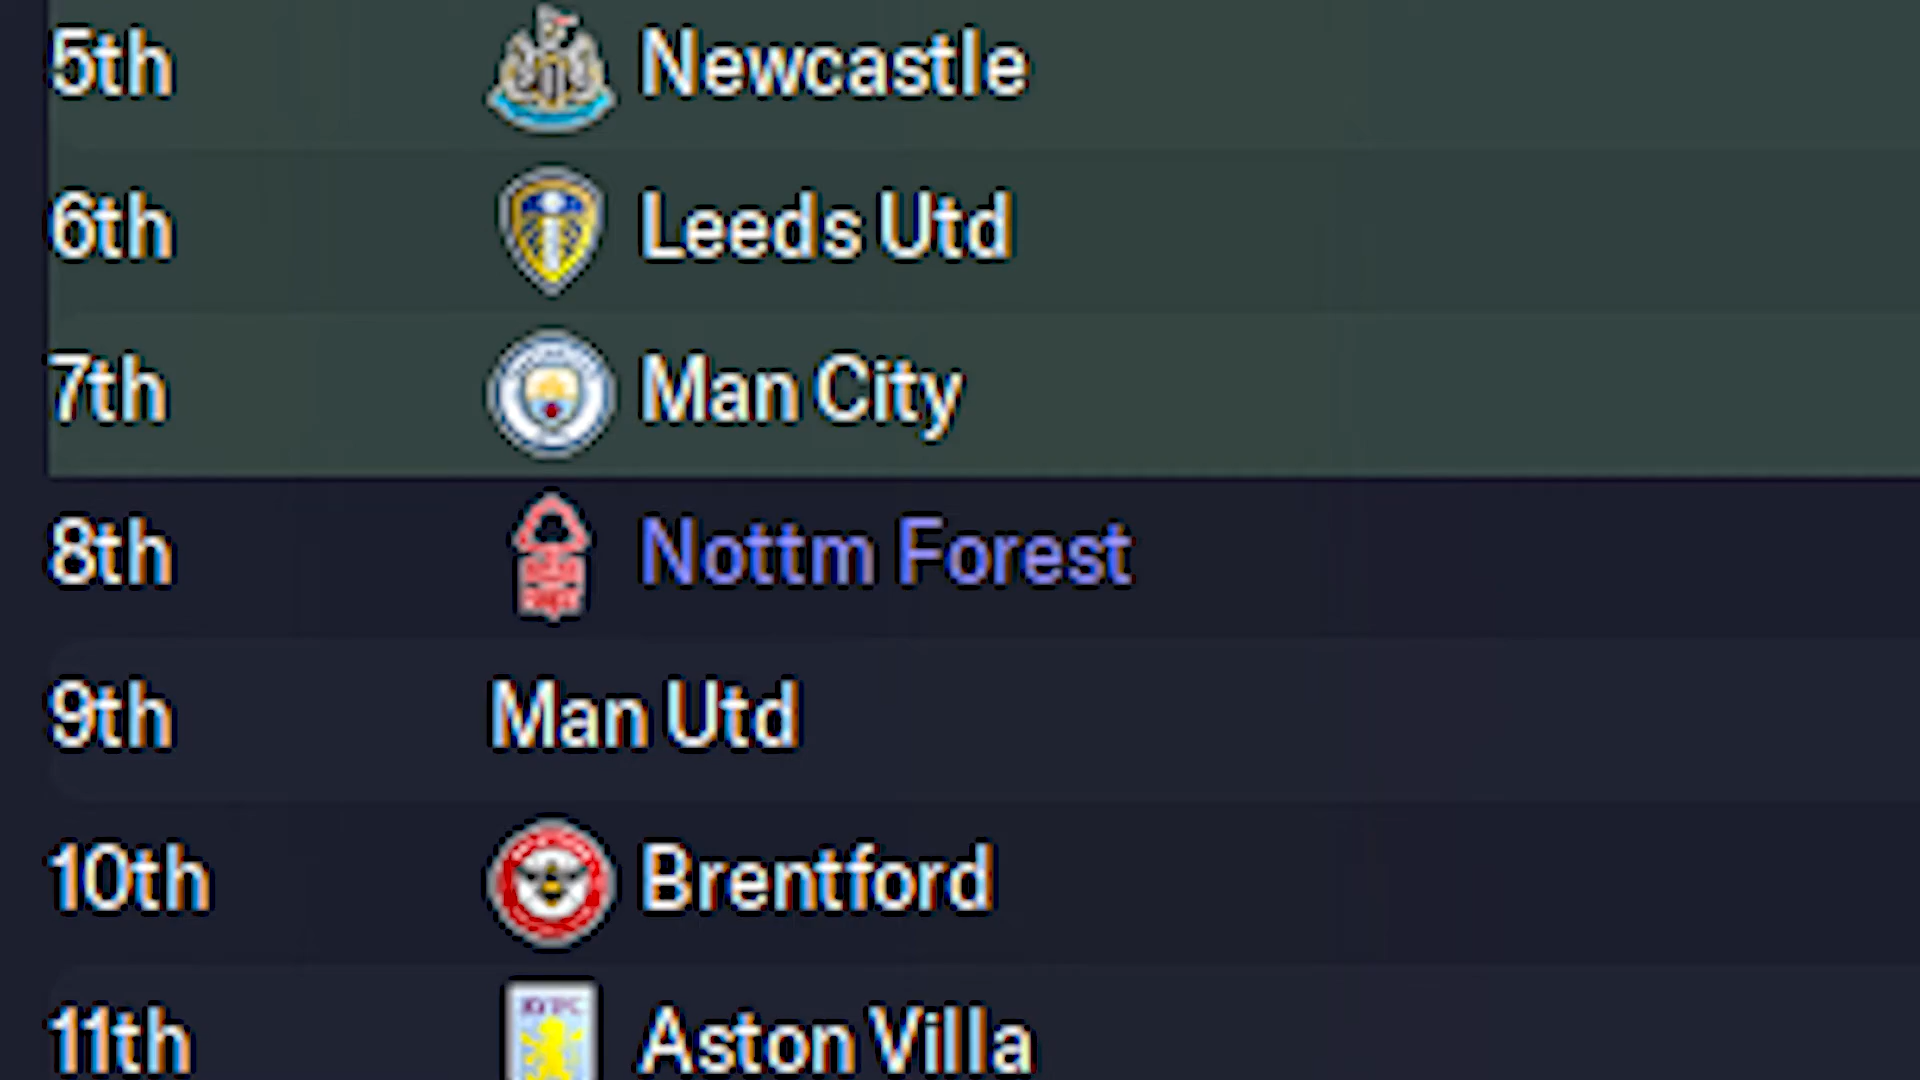 5th Newcastle
6th Leeds Utd
7th Man City
8th Nottm Forest
9th Man Utd
10th Brentford
11th Aston Villa